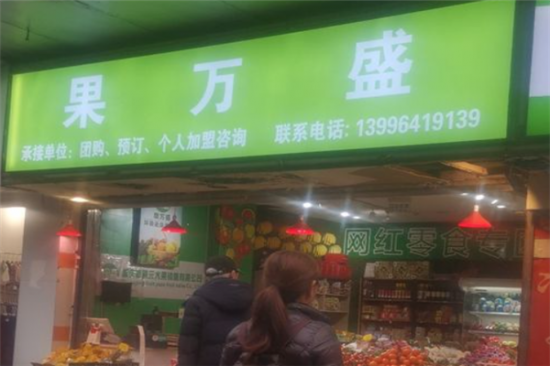 果万盛
承接单位：团购、预订、个人加盟咨询 联系电话: 13996419139
网红零食专